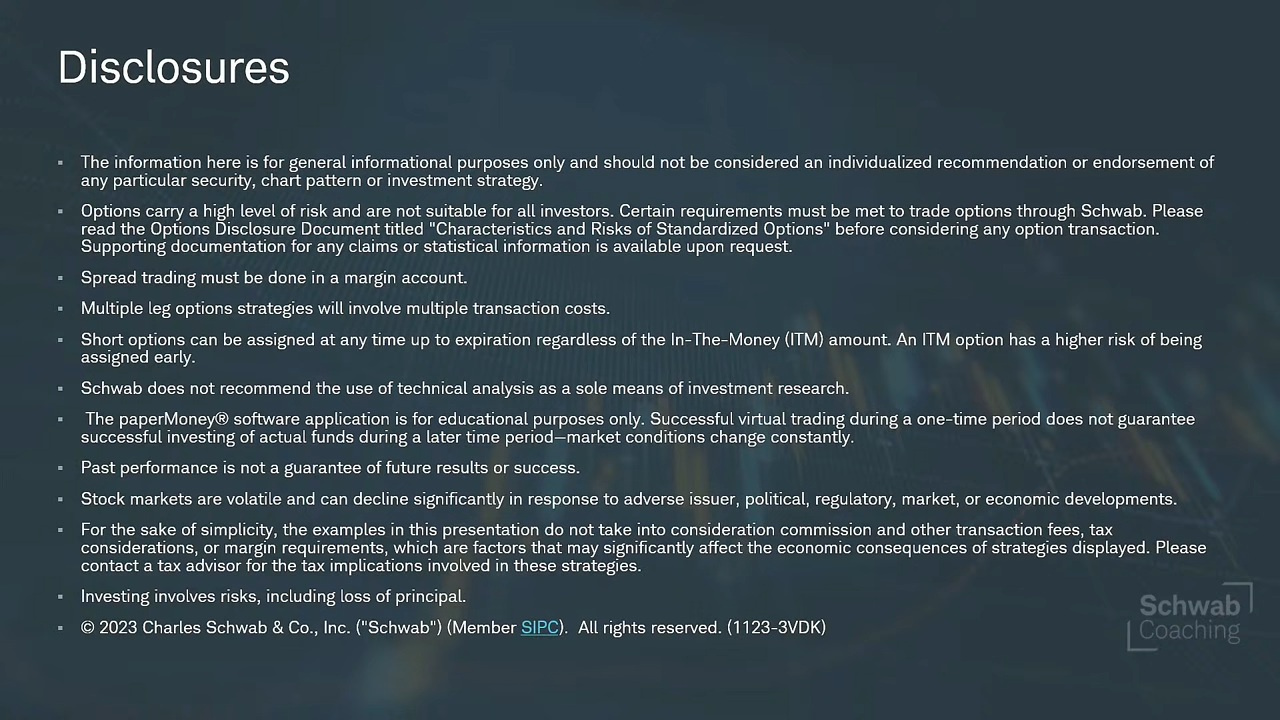 Disclosures
▪ The information here is for general informational purposes only and should not be considered an individualized recommendation or endorsement of
any particular security, chart pattern or investment strategy.
▪ Options carry a high level of risk and are not suitable for all investors. Certain requirements must be met to trade options through Schwab. Please
read the Options Disclosure Document titled "Characteristics and Risks of Standardized Options" before considering any option transaction.
Supporting documentation for any claims or statistical information is available upon request.
▪ Spread trading must be done in a margin account.
▪ Multiple leg options strategies will involve multiple transaction costs.
▪ Short options can be assigned at any time up to expiration regardless of the In-The-Money (ITM) amount. An ITM option has a higher risk of being
assigned early.
▪ Schwab does not recommend the use of technical analysis as a sole means of investment research.
▪ The paperMoney® software application is for educational purposes only. Successful virtual trading during a one-time period does not guarantee
successful investing of actual funds during a later time period—market conditions change constantly.
▪ Past performance is not a guarantee of future results or success.
▪ Stock markets are volatile and can decline significantly in response to adverse issuer, political, regulatory, market, or economic developments.
▪ For the sake of simplicity, the examples in this presentation do not take into consideration commission and other transaction fees, tax
considerations, or margin requirements, which are factors that may significantly affect the economic consequences of strategies displayed. Please
contact a tax advisor for the tax implications involved in these strategies.
▪ Investing involves risks, including loss of principal.
▪ © 2023 Charles Schwab & Co., Inc. ("Schwab") (Member SIPC). All rights reserved. (1123-3VDK)
Schwab
Coaching